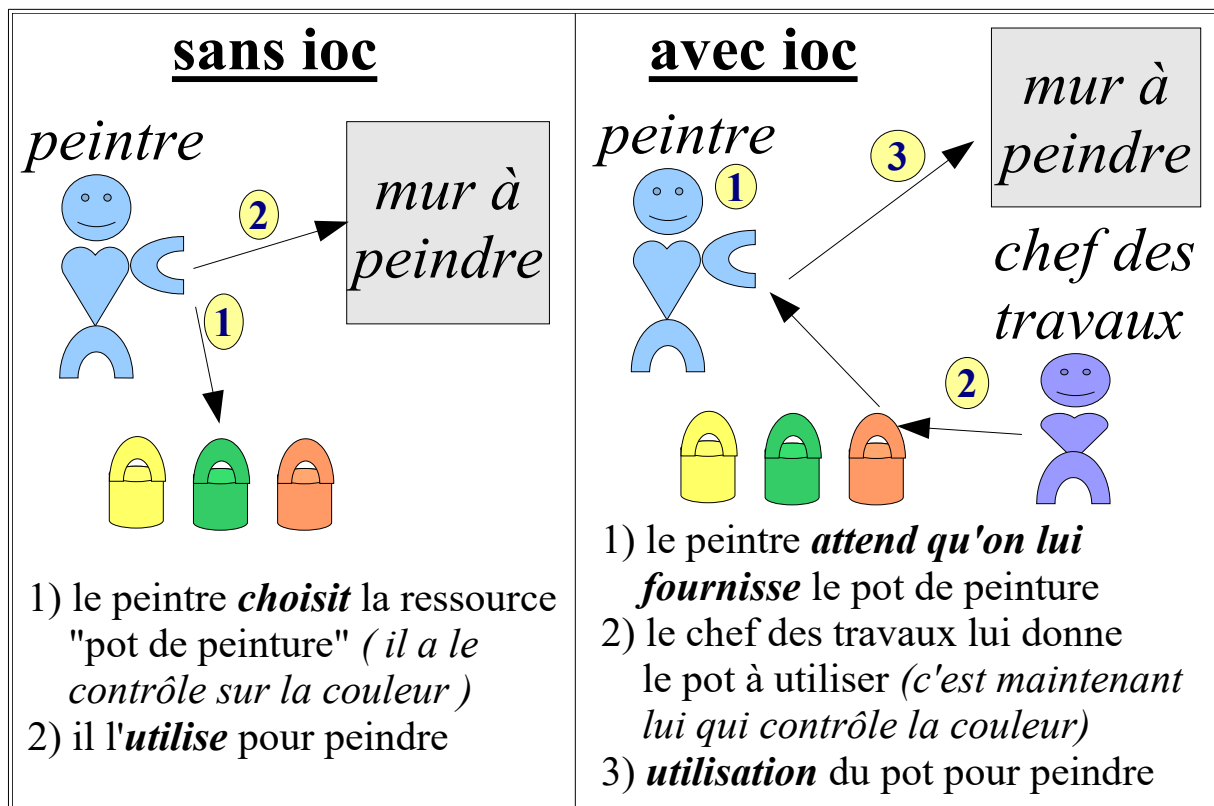 sans ioc
peintre
mur à
peindre
2
1
1) le peintre choisit la ressource
"pot de peinture" ( il a le
contrôle sur la couleur )
2) il l'utilise pour peindre
avec ioc
peintre
mur à
peindre
3
1
chef des
travaux
2
1) le peintre attend qu'on lui
fournisse le pot de peinture
2) le chef des travaux lui donne
le pot à utiliser (c'est maintenant
lui qui contrôle la couleur)
3) utilisation du pot pour peindre